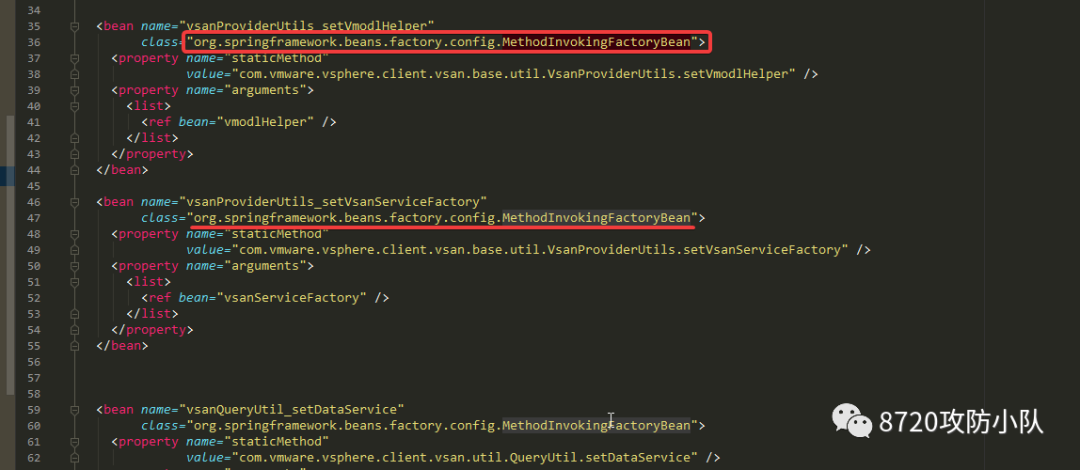 34
35 <bean name="vsanProviderUtils_setVmodlHelper"
36 class="org.springframework.beans.factory.config.MethodInvokingFactoryBean">
37 <property name="staticMethod"
38 value="com.vmware.vsphere.client.vsan.base.util.VsanProviderUtils.setVmodlHelper" />
39 <property name="arguments">
40 <list>
41 <ref bean="vmodlHelper" />
42 </list>
43 </property>
44 </bean>
45
46 <bean name="vsanProviderUtils_setVsanServiceFactory"
47 class="org.springframework.beans.factory.config.MethodInvokingFactoryBean">
48 <property name="staticMethod"
49 value="com.vmware.vsphere.client.vsan.base.util.VsanProviderUtils.setVsanServiceFactory" />
50 <property name="arguments">
51 <list>
52 <ref bean="vsanServiceFactory" />
53 </list>
54 </property>
55 </bean>
56
57
58
59 <bean name="vsanQueryUtil_setDataService"
60 class="org.springframework.beans.factory.config.MethodInvokingFactoryBean">
61 <property name="staticMethod"
62 value="com.vmware.vsphere.client.vsan.util.QueryUtil.setDataService" />
8720攻防小队